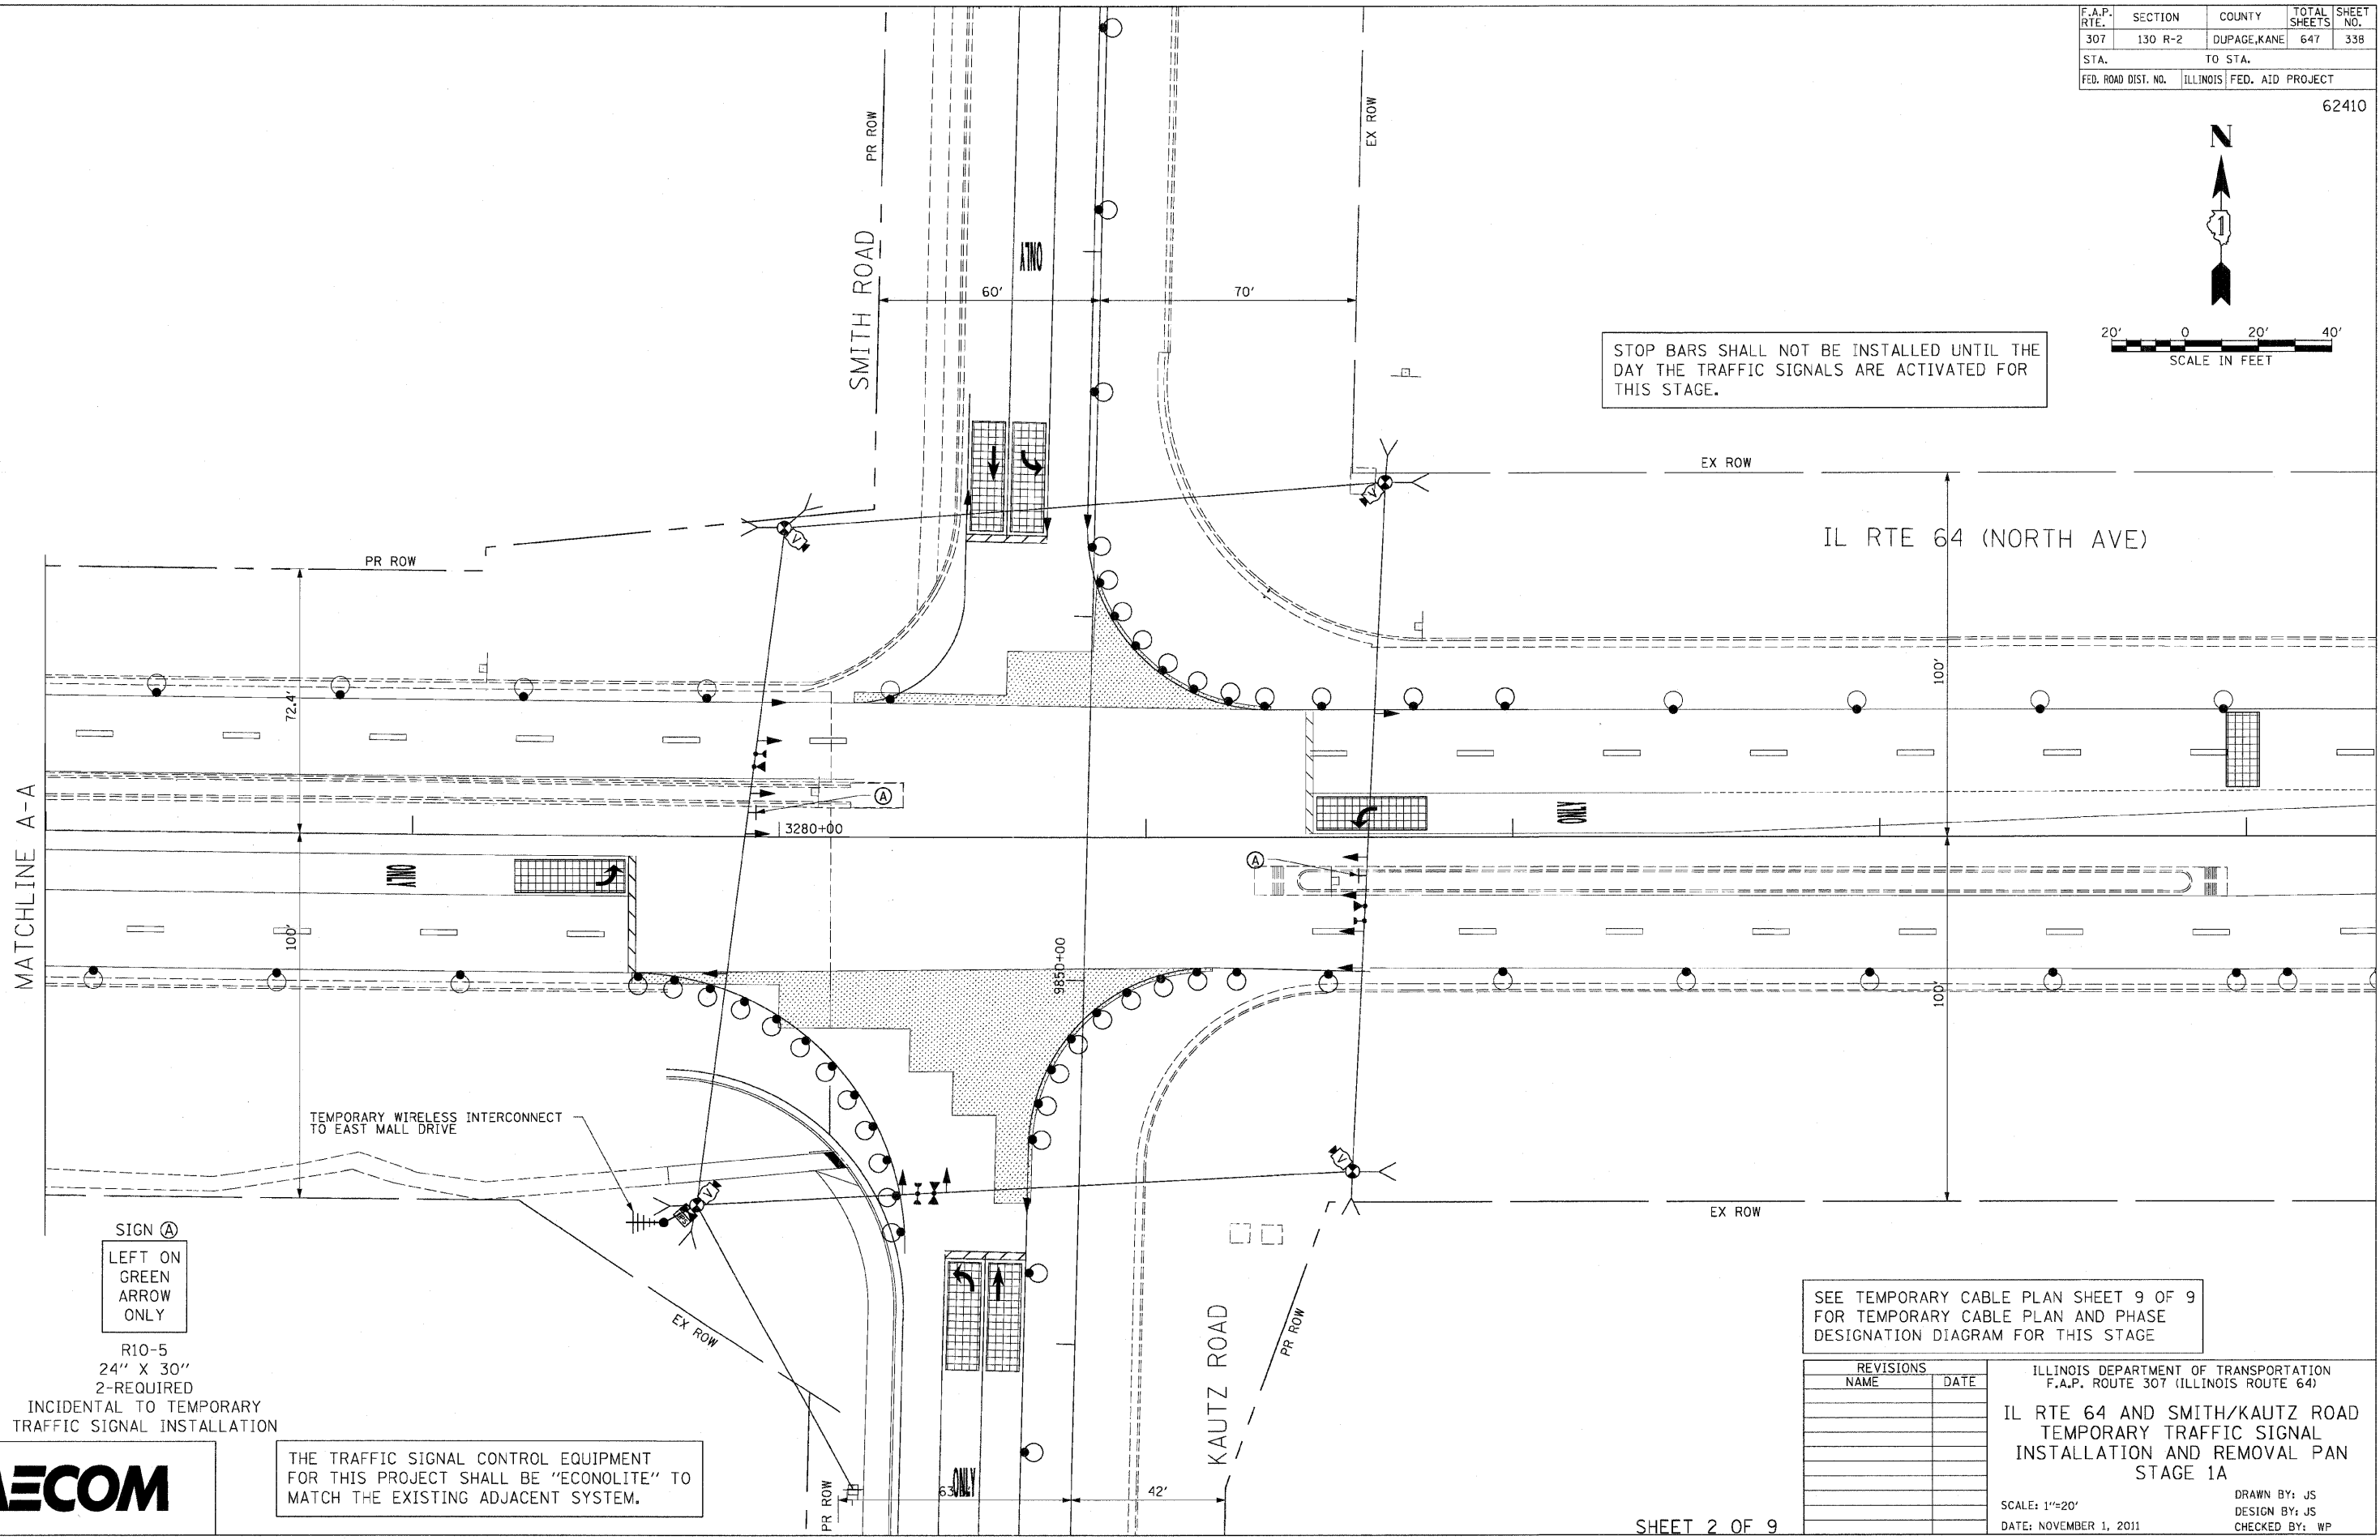 F.A.P. RTE. SECTION COUNTY TOTAL SHEETS SHEET NO.
307 130 R-2 DUPAGE,KANE 647 338
STA. TO STA.
FED. ROAD DIST. NO. ILLINOIS FED. AID PROJECT
62410
N
1
20' 0 20' 40'
SCALE IN FEET
PR ROW
EX ROW
SMITH ROAD
ONLY
60' 70'
STOP BARS SHALL NOT BE INSTALLED UNTIL THE
DAY THE TRAFFIC SIGNALS ARE ACTIVATED FOR
THIS STAGE.
EX ROW
V
V
IL RTE 64 (NORTH AVE)
PR ROW
72.4'
100'
MATCHLINE A-A
A
3280+00
ONLY
ONLY
A
100'
9850+00
100'
TEMPORARY WIRELESS INTERCONNECT
TO EAST MALL DRIVE
V
V
EX ROW
SIGN A
LEFT ON
GREEN
ARROW
ONLY
R10-5
24" X 30"
2-REQUIRED
INCIDENTAL TO TEMPORARY
TRAFFIC SIGNAL INSTALLATION
EX ROW
KAUTZ ROAD
PR ROW
AECOM
THE TRAFFIC SIGNAL CONTROL EQUIPMENT
FOR THIS PROJECT SHALL BE "ECONOLITE" TO
MATCH THE EXISTING ADJACENT SYSTEM.
PR ROW
ONLY
42'
SEE TEMPORARY CABLE PLAN SHEET 9 OF 9
FOR TEMPORARY CABLE PLAN AND PHASE
DESIGNATION DIAGRAM FOR THIS STAGE
REVISIONS
NAME DATE
ILLINOIS DEPARTMENT OF TRANSPORTATION
F.A.P. ROUTE 307 (ILLINOIS ROUTE 64)
IL RTE 64 AND SMITH/KAUTZ ROAD
TEMPORARY TRAFFIC SIGNAL
INSTALLATION AND REMOVAL PAN
STAGE 1A
SCALE: 1"=20'
DATE: NOVEMBER 1, 2011
DRAWN BY: JS
DESIGN BY: JS
CHECKED BY: WP
SHEET 2 OF 9